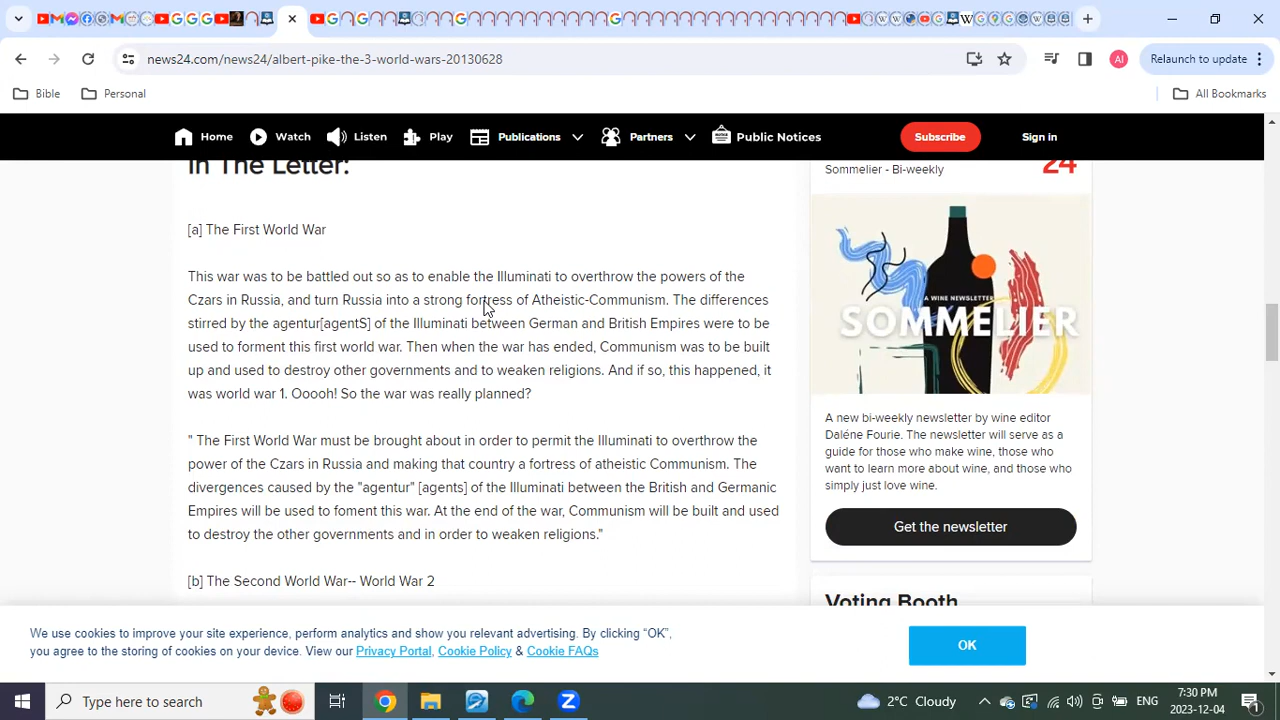 news24.com/news24/albert-pike-the-3-world-wars-20130628
AI
Relaunch to update
Bible
Personal
All Bookmarks
Home
Watch
Listen
Play
Publications
Partners
Public Notices
Subscribe
Sign in
In The Letter:
[a] The First World War
This war was to be battled out so as to enable the Illuminati to overthrow the powers of the
Czars in Russia, and turn Russia into a strong fortress of Atheistic-Communism. The differences
stirred by the agentur[agentS] of the Illuminati between German and British Empires were to be
used to forment this first world war. Then when the war has ended, Communism was to be built
up and used to destroy other governments and to weaken religions. And if so, this happened, it
was world war 1. Ooooh! So the war was really planned?
" The First World War must be brought about in order to permit the Illuminati to overthrow the
power of the Czars in Russia and making that country a fortress of atheistic Communism. The
divergences caused by the "agentur" [agents] of the Illuminati between the British and Germanic
Empires will be used to foment this war. At the end of the war, Communism will be built and used
to destroy the other governments and in order to weaken religions."
[b] The Second World War-- World War 2
Sommelier - Bi-weekly
24
A WINE NEWSLETTER
SOMMELIER
A new bi-weekly newsletter by wine editor
Daléne Fourie. The newsletter will serve as a
guide for those who make wine, those who
want to learn more about wine, and those who
simply just love wine.
Get the newsletter
Voting Booth
We use cookies to improve your site experience, perform analytics and show you relevant advertising. By clicking “OK”,
you agree to the storing of cookies on your device. View our Privacy Portal, Cookie Policy & Cookie FAQs
OK
Type here to search
2°C Cloudy
ENG
7:30 PM
2023-12-04
1